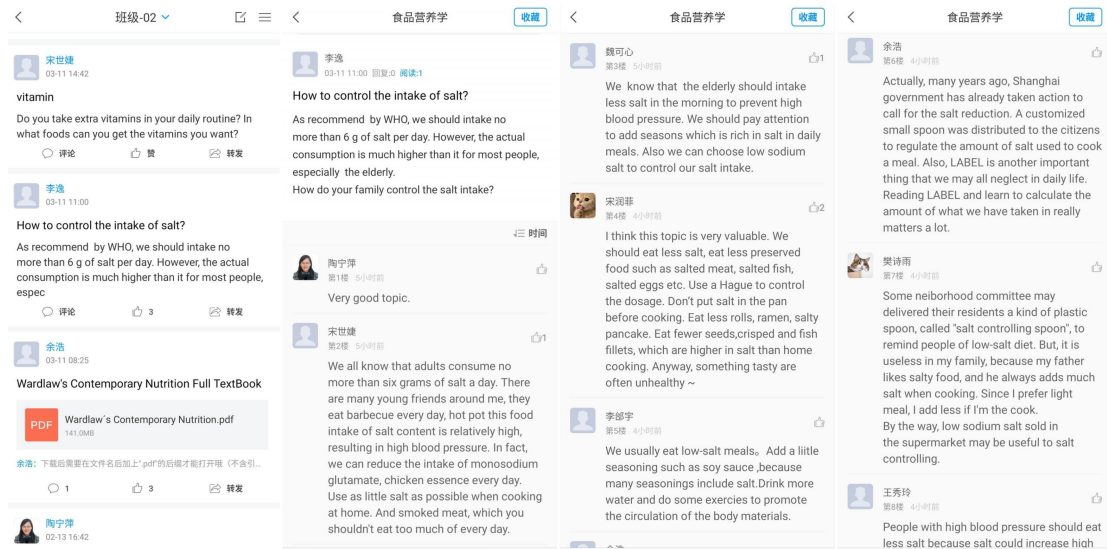 班级-02
宋世婕
03-11 14:42
vitamin
Do you take extra vitamins in your daily routine? In
what foods can you get the vitamins you want?
评论 赞 转发
李逸
03-11 11:00
How to control the intake of salt?
As recommend by WHO, we should intake no
more than 6 g of salt per day. However, the actual
consumption is much higher than it for most people,
espec
评论 3 转发
余浩
03-11 08:25
Wardlaw's Contemporary Nutrition Full TextBook
PDF
Wardlaw´s Contemporary Nutrition.pdf
141.0MB
余浩：下载后需要在文件名后加上".pdf"的后缀才能打开哦（不含引...
1 3 转发
陶宁萍
02-13 16:42
食品营养学
收藏
李逸
03-11 11:00 回复:0 阅读:1
How to control the intake of salt?
As recommend by WHO, we should intake no
more than 6 g of salt per day. However, the actual
consumption is much higher than it for most people,
especially the elderly.
How do your family control the salt intake?
时间
陶宁萍
第1楼 5小时前
Very good topic.
宋世婕
第2楼 5小时前
1
We all know that adults consume no
more than six grams of salt a day. There
are many young friends around me, they
eat barbecue every day, hot pot this food
intake of salt content is relatively high,
resulting in high blood pressure. In fact,
we can reduce the intake of monosodium
glutamate, chicken essence every day.
Use as little salt as possible when cooking
at home. And smoked meat, which you
shouldn't eat too much of every day.
食品营养学
收藏
魏可心
第3楼 5小时前
1
We know that the elderly should intake
less salt in the morning to prevent high
blood pressure. We should pay attention
to add seasons which is rich in salt in daily
meals. Also we can choose low sodium
salt to control our salt intake.
宋润菲
第4楼 4小时前
2
I think this topic is very valuable. We
should eat less salt, eat less preserved
food such as salted meat, salted fish,
salted eggs etc. Use a Hague to control
the dosage. Don't put salt in the pan
before cooking. Eat less rolls, ramen, salty
pancake. Eat fewer seeds,crisped and fish
fillets, which are higher in salt than home
cooking. Anyway, something tasty are
often unhealthy ~
李郃宇
第5楼 4小时前
We usually eat low-salt meals。Add a liitle
seasoning such as soy sauce ,because
many seasonings include salt.Drink more
water and do some exercies to promote
the circulation of the body materials.
食品营养学
收藏
余浩
第6楼 4小时前
Actually, many years ago, Shanghai
government has already taken action to
call for the salt reduction. A customized
small spoon was distributed to the citizens
to regulate the amount of salt used to cook
a meal. Also, LABEL is another important
thing that we may all neglect in daily life.
Reading LABEL and learn to calculate the
amount of what we have taken in really
matters a lot.
樊诗雨
第7楼 4小时前
Some neiborhood committee may
delivered their residents a kind of plastic
spoon, called "salt controlling spoon", to
remind people of low-salt diet. But, it is
useless in my family, because my father
likes salty food, and he always adds much
salt when cooking. Since I prefer light
meal, I add less if I'm the cook.
By the way, low sodium salt sold in
the supermarket may be useful to salt
controlling.
王秀玲
第8楼 4小时前
People with high blood pressure should eat
less salt because salt could increase high